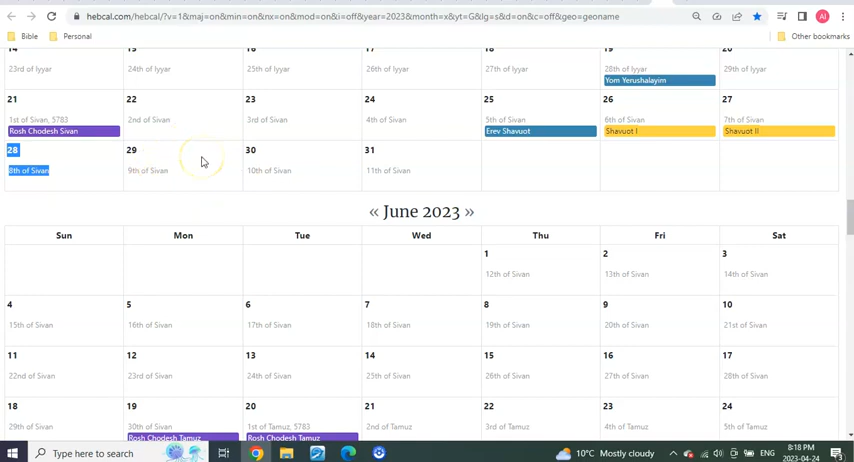 hebcal.com/hebcal/?v=1&maj=on&min=on&nx=on&mod=on&i=off&year=2023&month=x&yt=G&lg=s&d=on&c=off&geo=geoname
AI
Bible Personal Other bookmarks
14 15 16 17 18 19 20
23rd of Iyyar 24th of Iyyar 25th of Iyyar 26th of Iyyar 27th of Iyyar 28th of Iyyar 29th of Iyyar
Yom Yerushalayim
21 22 23 24 25 26 27
1st of Sivan, 5783 2nd of Sivan 3rd of Sivan 4th of Sivan 5th of Sivan 6th of Sivan 7th of Sivan
Rosh Chodesh Sivan Erev Shavuot Shavuot I Shavuot II
28 29 30 31
8th of Sivan 9th of Sivan 10th of Sivan 11th of Sivan
« June 2023 »
Sun Mon Tue Wed Thu Fri Sat
1 2 3
12th of Sivan 13th of Sivan 14th of Sivan
4 5 6 7 8 9 10
15th of Sivan 16th of Sivan 17th of Sivan 18th of Sivan 19th of Sivan 20th of Sivan 21st of Sivan
11 12 13 14 15 16 17
22nd of Sivan 23rd of Sivan 24th of Sivan 25th of Sivan 26th of Sivan 27th of Sivan 28th of Sivan
18 19 20 21 22 23 24
29th of Sivan 30th of Sivan 1st of Tamuz, 5783 2nd of Tamuz 3rd of Tamuz 4th of Tamuz 5th of Tamuz
Rosh Chodesh Tamuz Rosh Chodesh Tamuz
Type here to search 10°C Mostly cloudy ENG 8:18 PM
2023-04-24 3